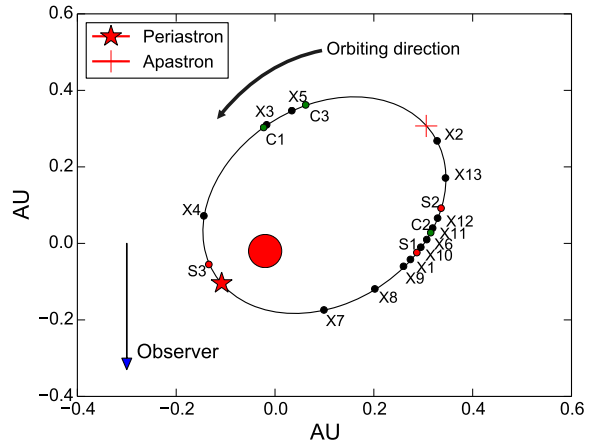 Periastron
Apastron
Orbiting direction
X5
X3
C3
C1
X2
X13
X4
S2
C2
X12
X11
S1
X6
X10
X1
X9
S3
X8
X7
Observer
0.6
0.4
0.2
0.0
−0.2
−0.4
AU
−0.4
−0.2
0.0
0.2
0.4
0.6
AU